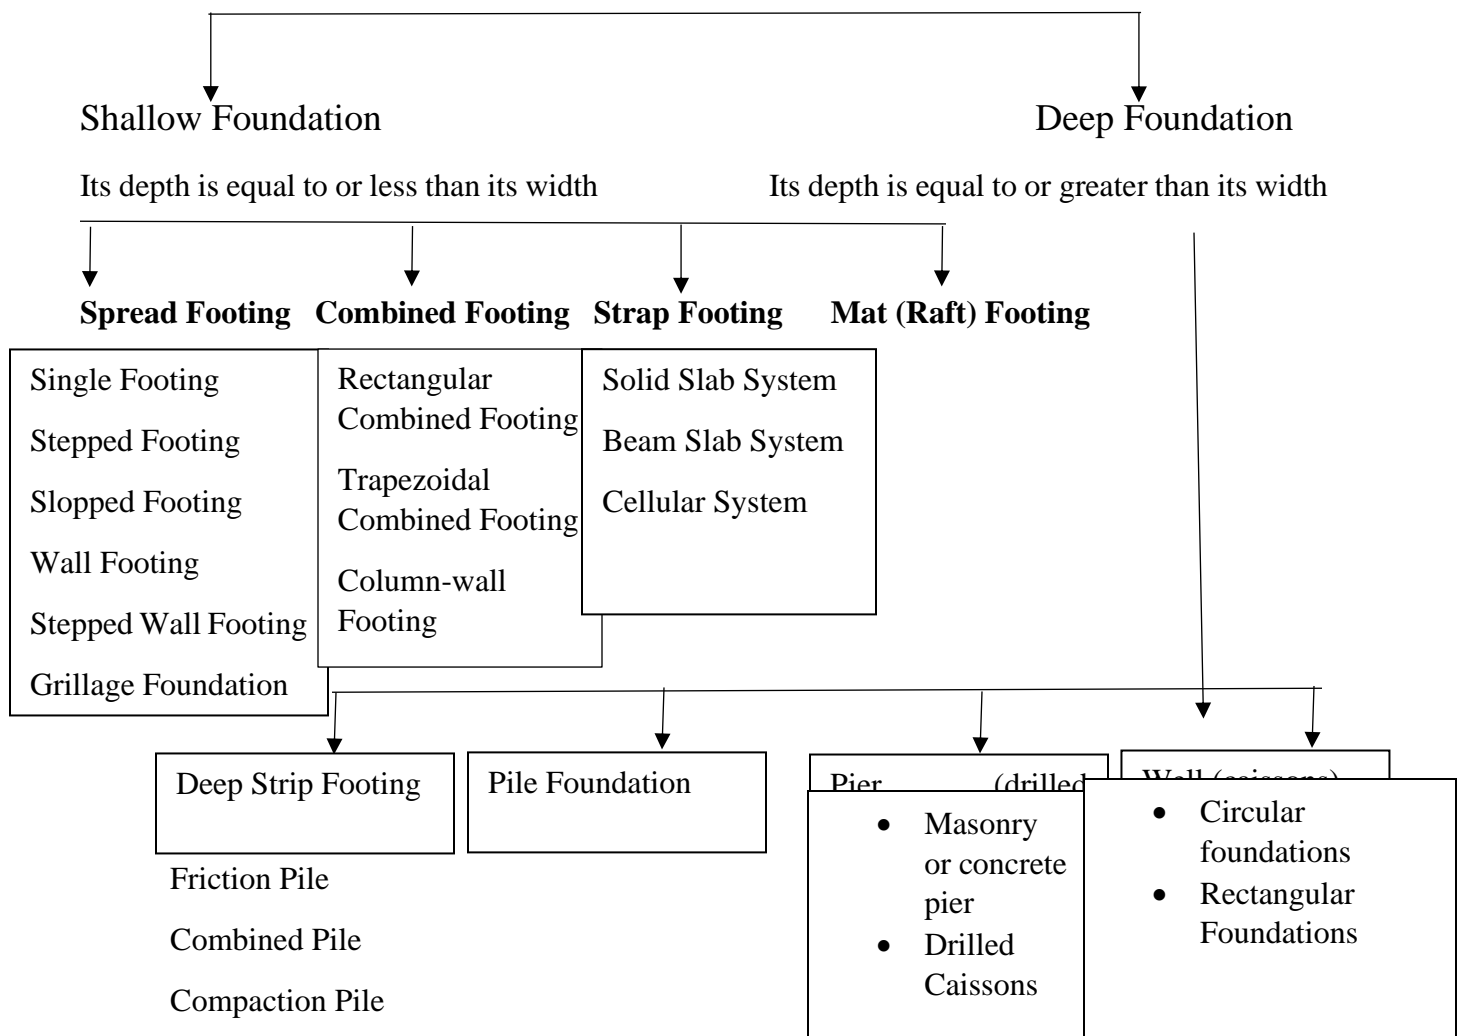 Shallow Foundation
Deep Foundation
Its depth is equal to or less than its width
Its depth is equal to or greater than its width
Spread Footing
Combined Footing
Strap Footing
Mat (Raft) Footing
Single Footing
Stepped Footing
Slopped Footing
Wall Footing
Stepped Wall Footing
Grillage Foundation
Rectangular
Combined Footing
Trapezoidal
Combined Footing
Column-wall
Footing
Solid Slab System
Beam Slab System
Cellular System
Deep Strip Footing
Pile Foundation
Pier (drilled
Friction Pile
Combined Pile
Compaction Pile
• Masonry
or concrete
pier
• Drilled
Caissons
• Circular
foundations
• Rectangular
Foundations